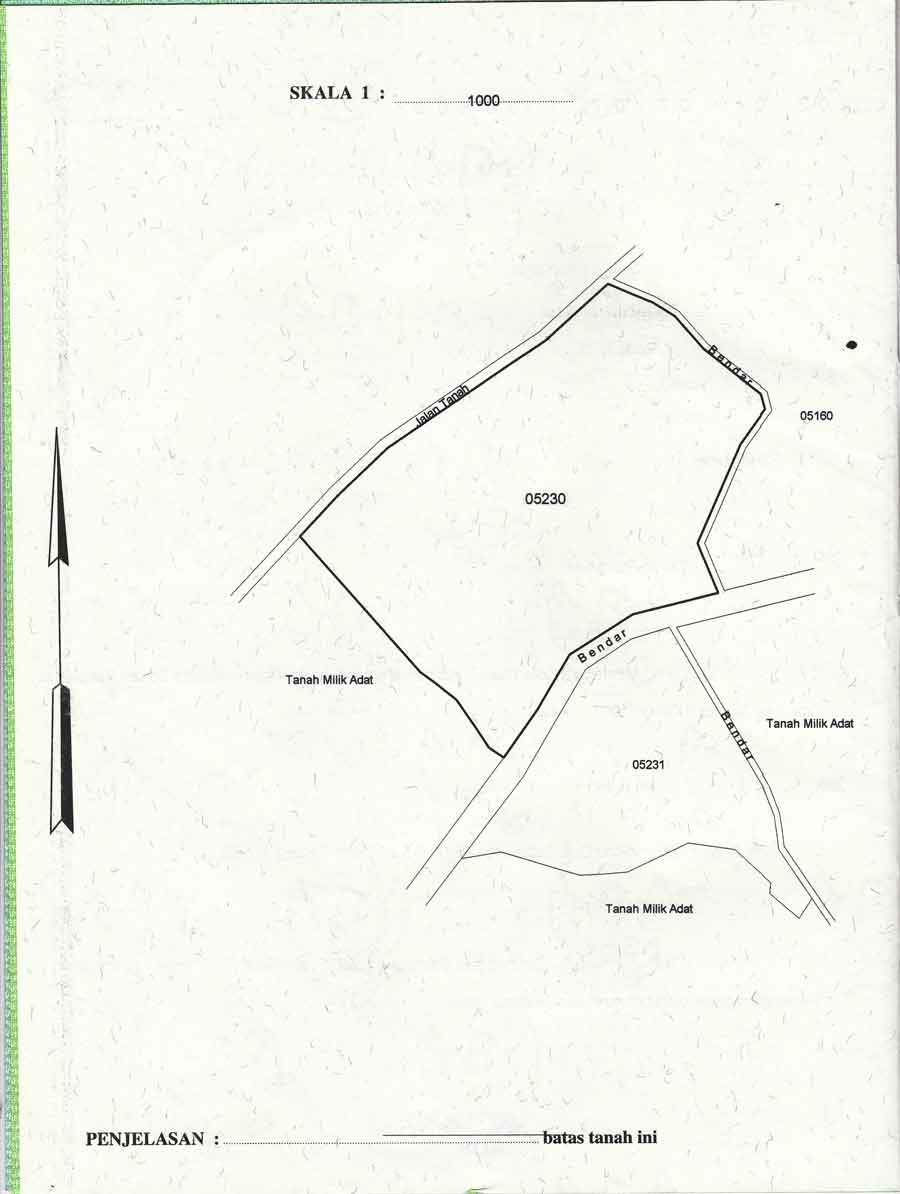 SKALA 1 : 1000
Bendar
Jalan Tanah
05160
05230
Bendar
Tanah Milik Adat
Bendar
Tanah Milik Adat
05231
Tanah Milik Adat
PENJELASAN : batas tanah ini